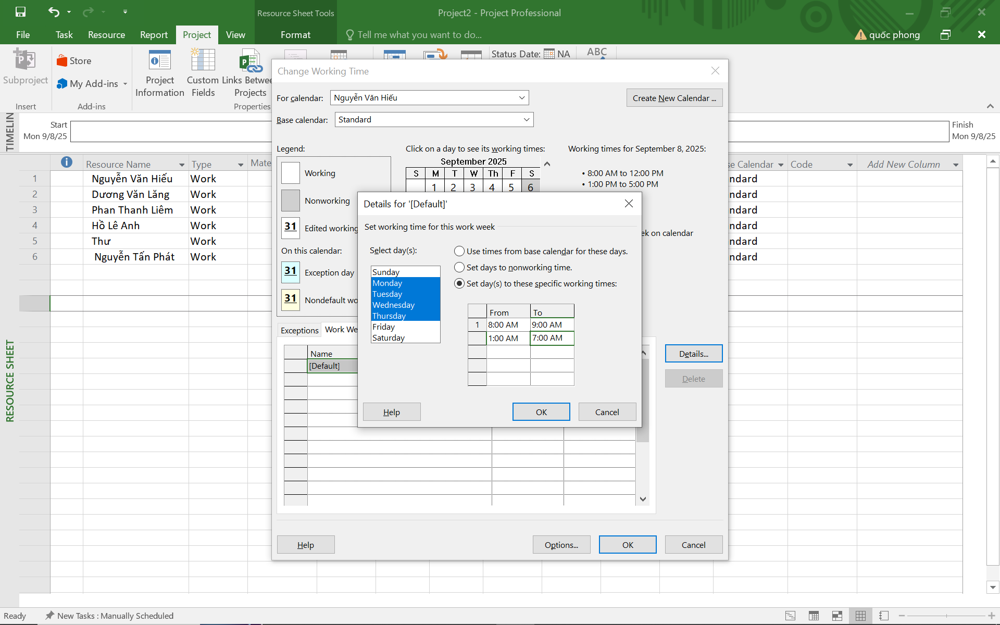 Resource Sheet Tools
Project2 - Project Professional
File
Task
Resource
Report
Project
View
Format
Tell me what you want to do...
quốc phong
Subproject
Insert
Store
My Add-ins
Add-ins
Project Information
Custom Fields
Links Betwee
Projects
Properties
Status Date:
NA
ABC
TIMELIN
Start
Mon 9/8/25
Finish
Mon 9/8/25
Change Working Time
For calendar:
Nguyễn Văn Hiếu
Create New Calendar ...
Base calendar:
Standard
Legend:
Working
Nonworking
31
Edited working
On this calendar:
31
Exception day
31
Nondefault wo
Click on a day to see its working times:
September 2025
S M T W Th F S
1 2 3 4 5 6
Working times for September 8, 2025:
• 8:00 AM to 12:00 PM
• 1:00 PM to 5:00 PM
ek on calendar
Exceptions
Work We
Name
[Default]
Details...
Delete
Help
Options...
OK
Cancel
Details for '[Default]'
Set working time for this work week
Select day(s):
Sunday
Monday
Tuesday
Wednesday
Thursday
Friday
Saturday
Use times from base calendar for these days.
Set days to nonworking time.
Set day(s) to these specific working times:
From To
1 8:00 AM 9:00 AM
1:00 AM 7:00 AM
Help
OK
Cancel
RESOURCE SHEET
Resource Name Type Mate se Calendar Code Add New Column
1 Nguyễn Văn Hiếu Work ndard
2 Dương Văn Lăng Work ndard
3 Phan Thanh Liêm Work ndard
4 Hồ Lê Anh Work ndard
5 Thư Work ndard
6 Nguyễn Tấn Phát Work ndard
Ready
New Tasks : Manually Scheduled